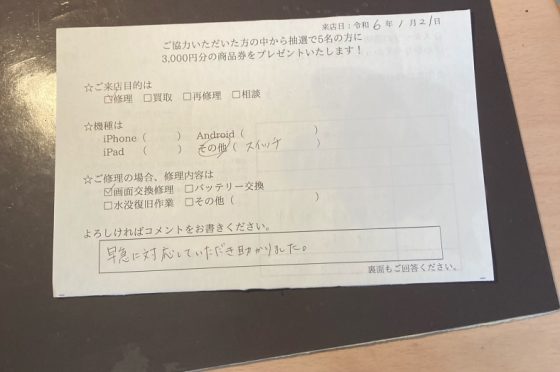 来店日：令和 6年 1月 21日
ご協力いただいた方の中から抽選で5名の方に
3,000円分の商品券をプレゼントいたします！
☆ご来店目的は
☑修理 □買取 □再修理 □相談
☆機種は
iPhone（ ） Android（ ）
iPad （ ） その他（ スイッチ ）
☆ご修理の場合、修理内容は
☑画面交換修理 □バッテリー交換
□水没復旧作業 □その他（ ）
よろしければコメントをお書きください。
早急に対応していただき助かりました。
裏面もご回答ください。